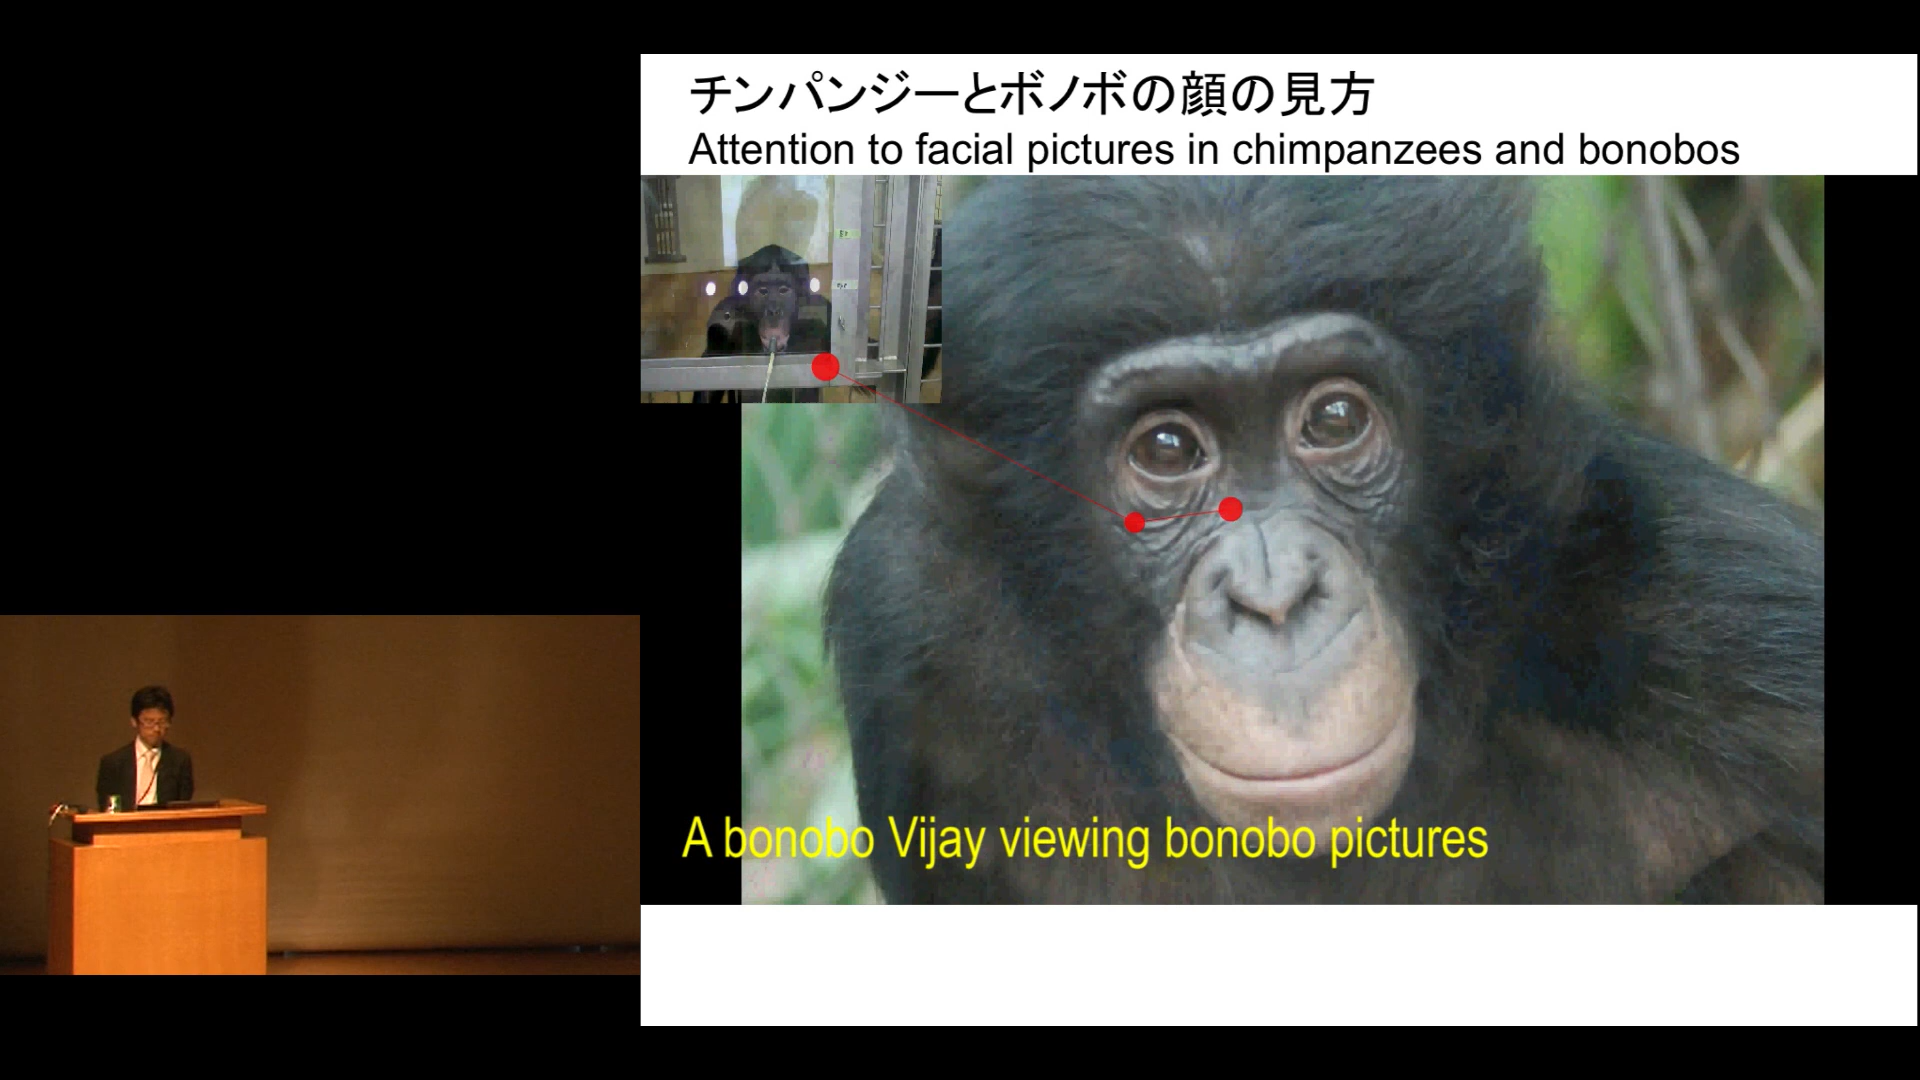 チンパンジーとボノボの顔の見方
Attention to facial pictures in chimpanzees and bonobos
A bonobo Vijay viewing bonobo pictures